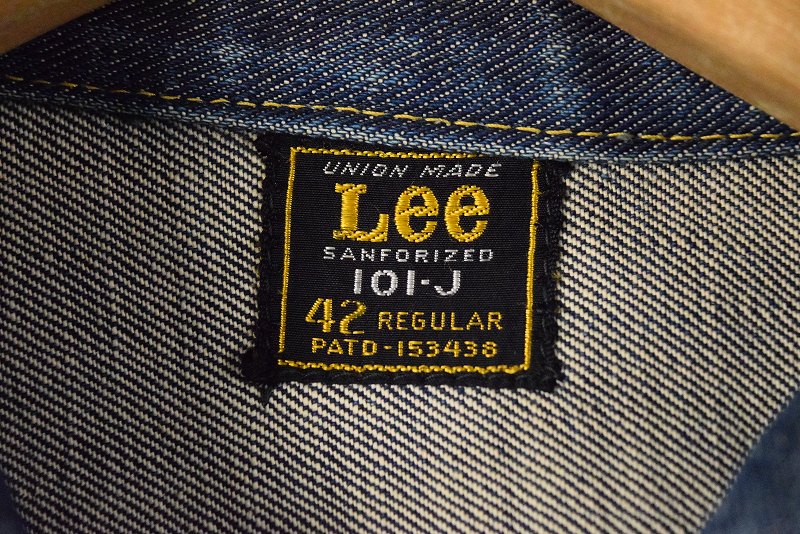 UNION MADE
Lee
SANFORIZED
101-J
42 REGULAR
PATD-153438